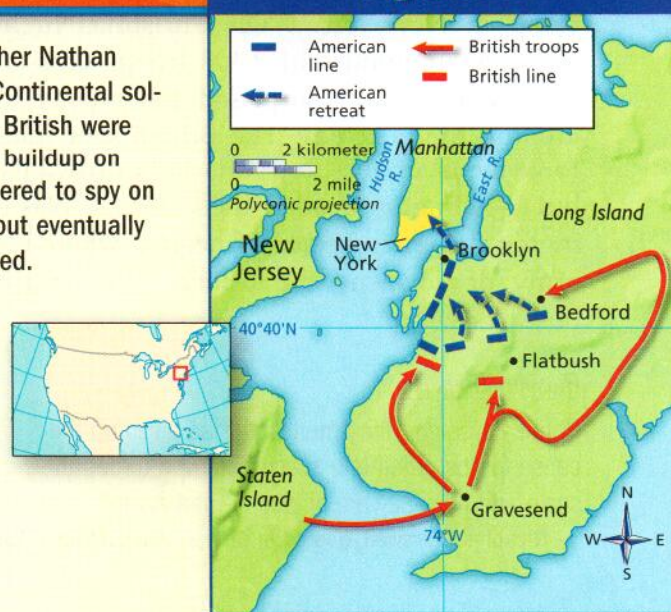 her Nathan
Continental sol-
British were
buildup on
ered to spy on
out eventually
ed.
American
line
American
retreat
British troops
British line
0 2 kilometer
0 2 mile
Polyconic projection
Hudson
R.
Manhattan
East R.
Long Island
New
Jersey
New
York
Brooklyn
Bedford
40°40'N
Flatbush
Staten
Island
Gravesend
74°W
N
W E
S